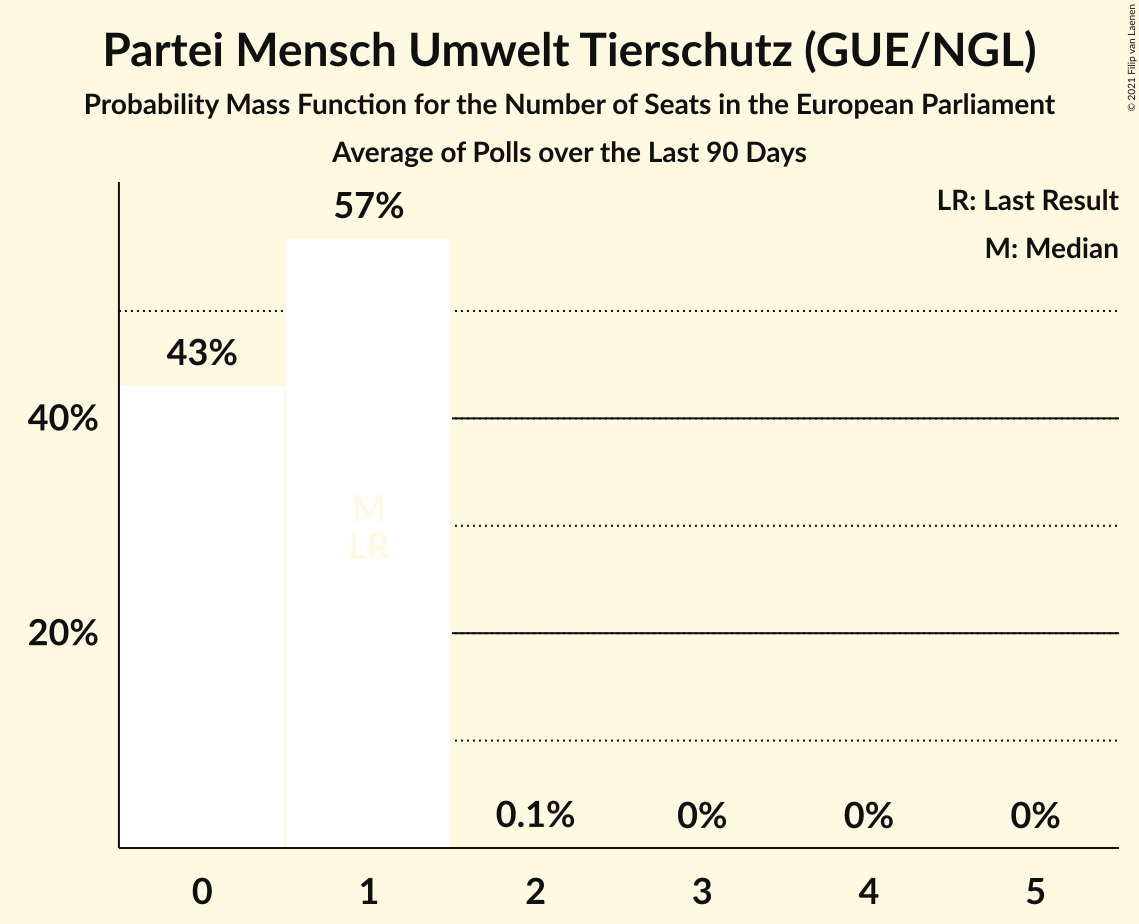 Partei Mensch Umwelt Tierschutz (GUE/NGL)
Probability Mass Function for the Number of Seats in the European Parliament
Average of Polls over the Last 90 Days
© 2021 Filip van Laenen
LR: Last Result
M: Median
57%
43%
40%
M
LR
20%
0.1%
0%
0%
0%
0
1
2
3
4
5